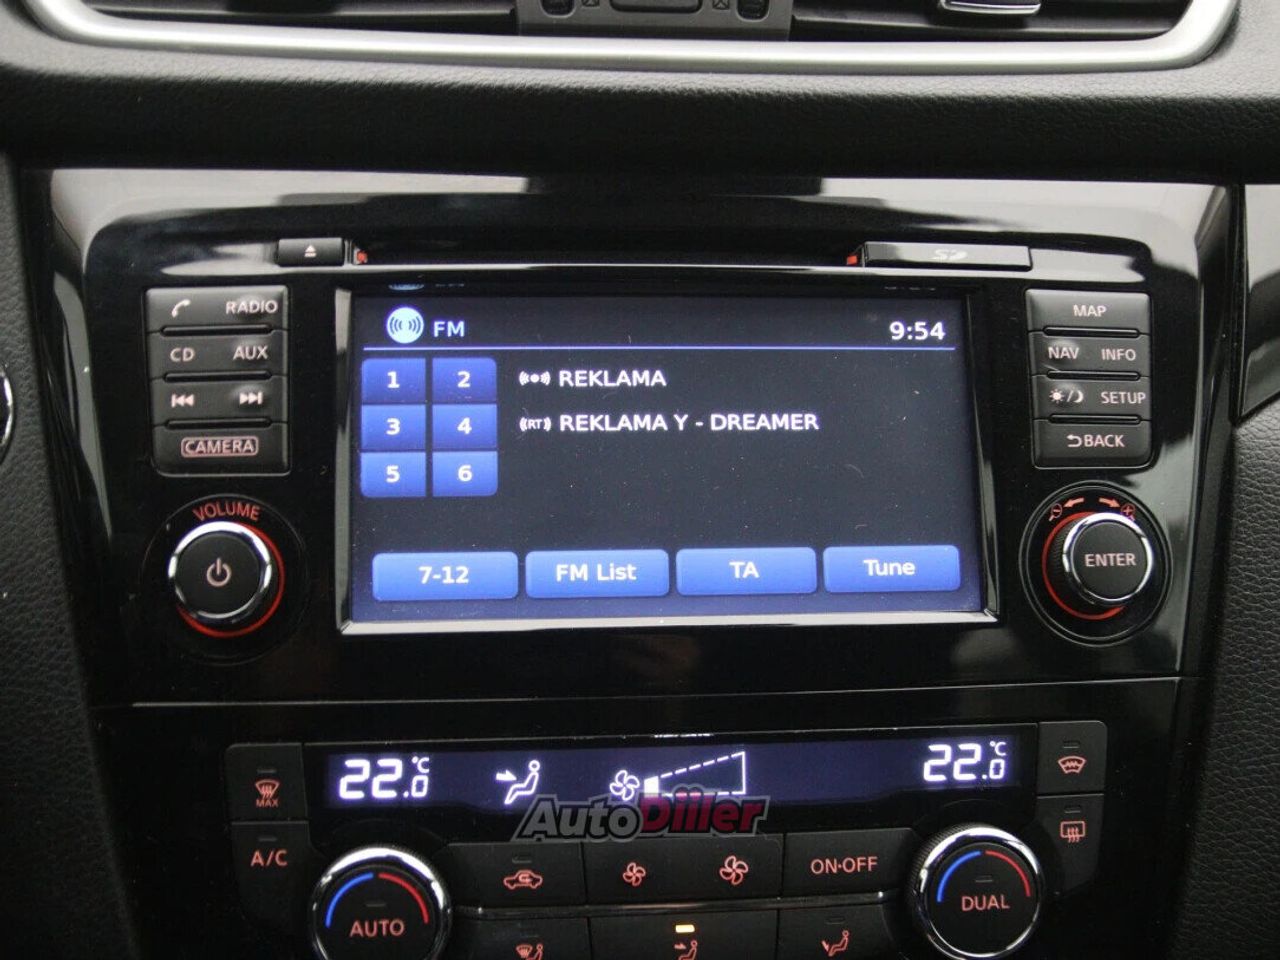 RADIO
CD AUX
CAMERA
VOLUME
FM 9:54
1 2 REKLAMA
3 4 (RT) REKLAMA Y - DREAMER
5 6
7-12 FM List TA Tune
MAP
NAV INFO
SETUP
BACK
ENTER
22.0 °C 22.0 °C
MAX
AutoDiler
A/C
ON·OFF
AUTO
DUAL